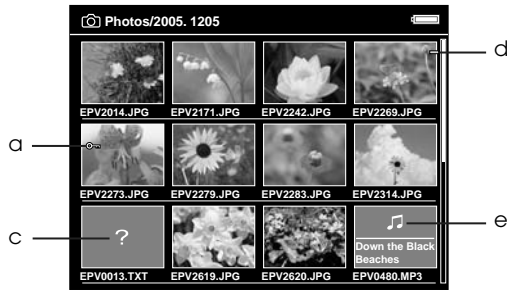 Photos/2005. 1205
d
EPV2014.JPG EPV2171.JPG EPV2242.JPG EPV2269.JPG
a
EPV2273.JPG EPV2279.JPG EPV2283.JPG EPV2314.JPG
c
?
e
Down the Black
Beaches
EPV0013.TXT EPV2619.JPG EPV2620.JPG EPV0480.MP3